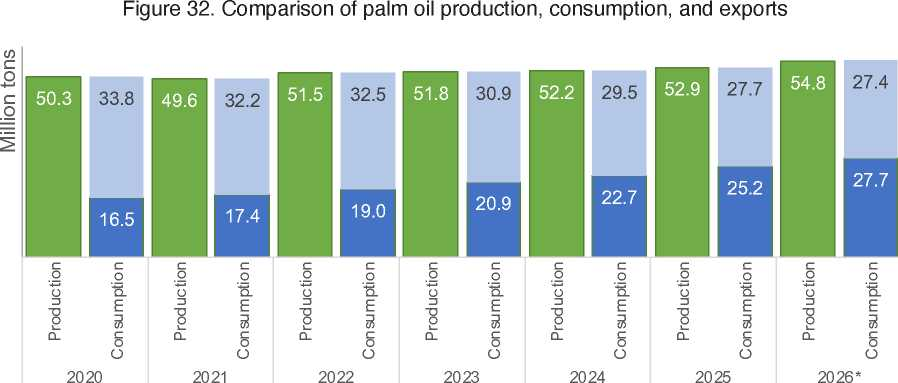 Figure 32. Comparison of palm oil production, consumption, and exports
Million tons
50.3 33.8 49.6 32.2 51.5 32.5 51.8 30.9 52.2 29.5 52.9 27.7 54.8 27.4
16.5 17.4 19.0 20.9 22.7 25.2 27.7
Production Consumption Production Consumption Production Consumption Production Consumption Production Consumption Production Consumption Production Consumption
2020 2021 2022 2023 2024 2025 2026*